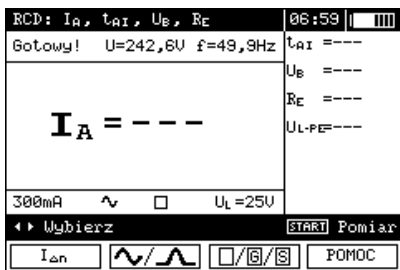 RCD: IA, tAI, UB, RE 06:59
Gotowy! U=242,6V f=49,9Hz
tAI =---
UB =---
RE =---
UL-PE=---
IA = ---
300mA UL=25V
Wybierz START Pomiar
IΔn / □/G/S POMOC